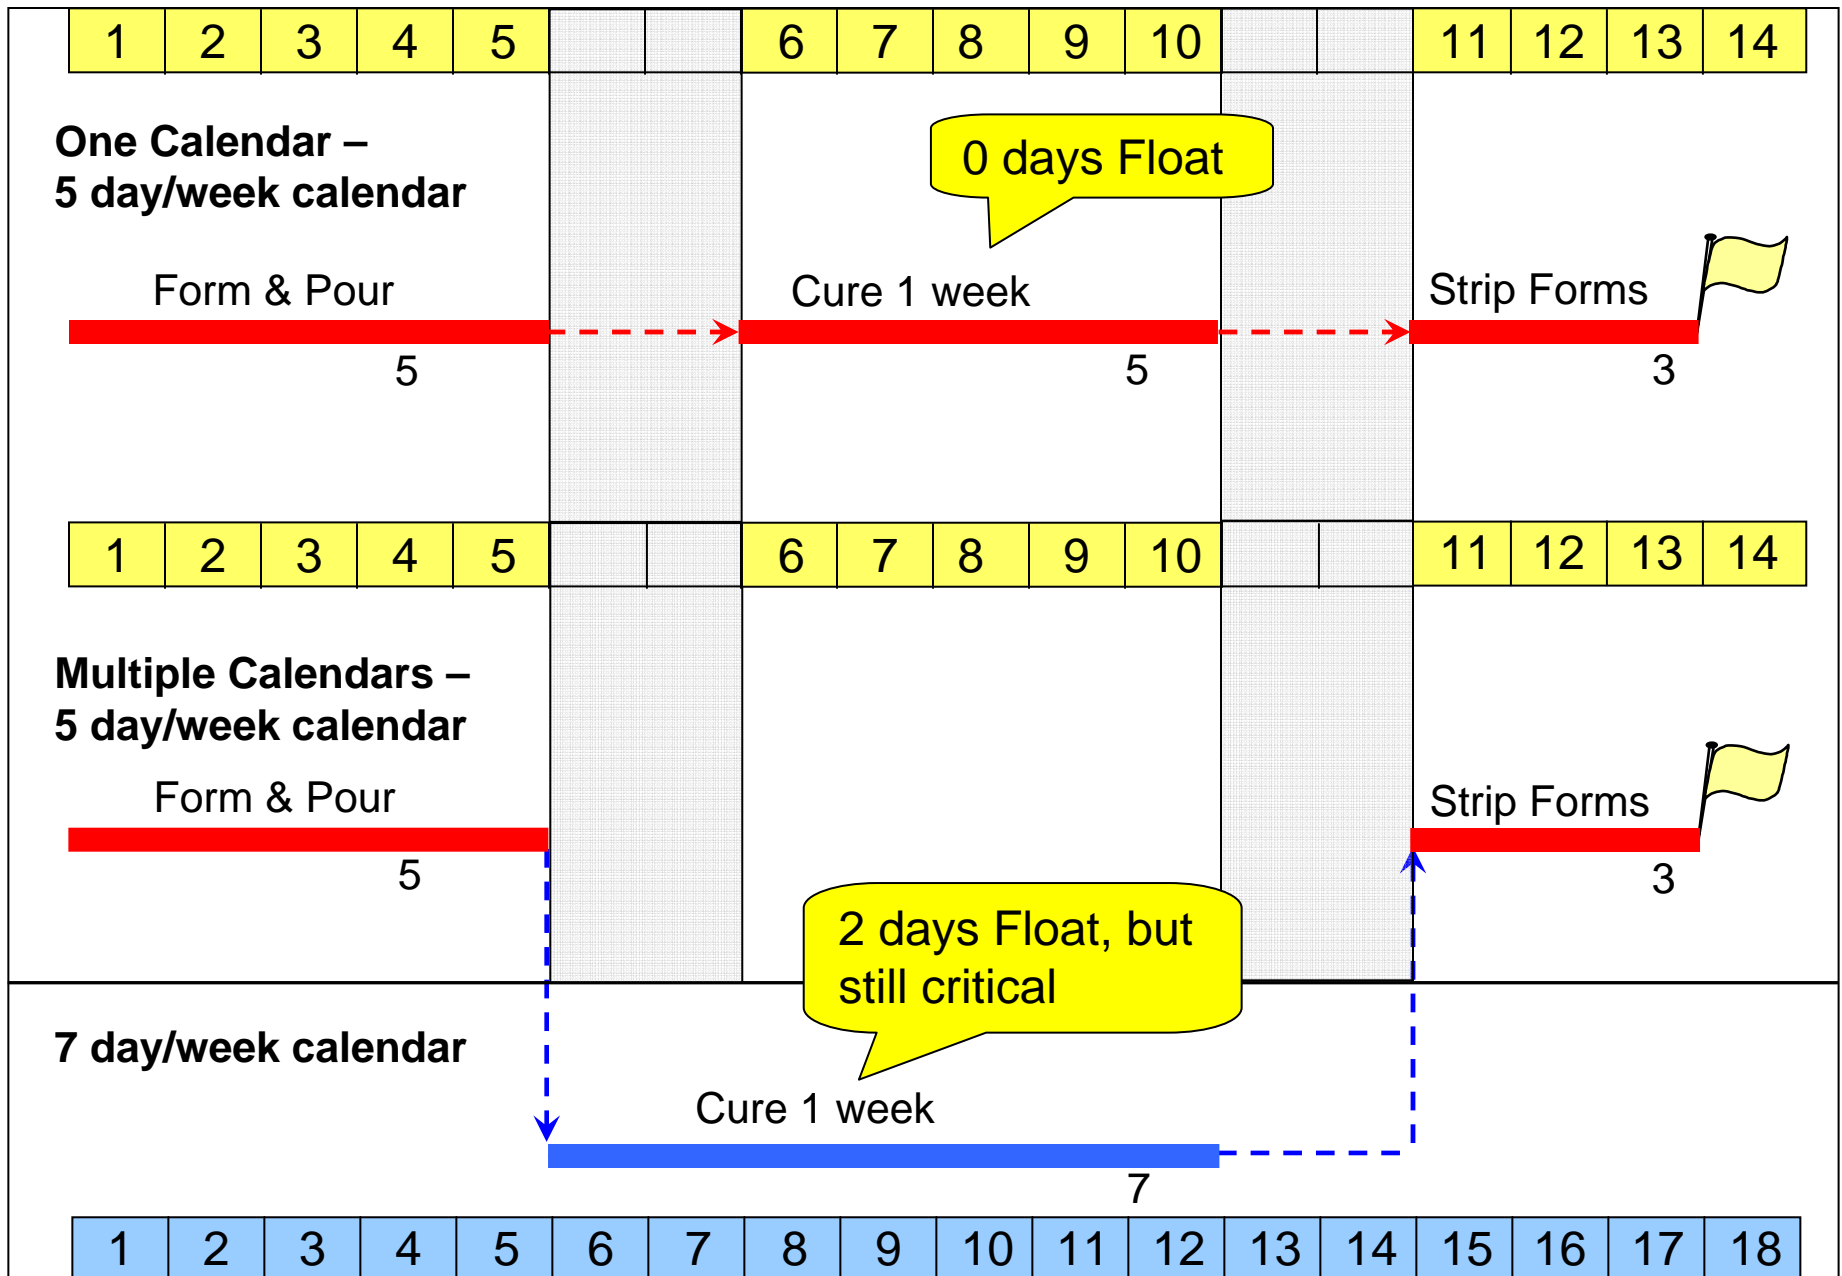 1 2 3 4 5 6 7 8 9 10 11 12 13 14
One Calendar –
5 day/week calendar
0 days Float
Form & Pour
Cure 1 week
Strip Forms
5
5
3
1 2 3 4 5 6 7 8 9 10 11 12 13 14
Multiple Calendars –
5 day/week calendar
Form & Pour
Strip Forms
5
3
2 days Float, but
still critical
7 day/week calendar
Cure 1 week
7
1 2 3 4 5 6 7 8 9 10 11 12 13 14 15 16 17 18